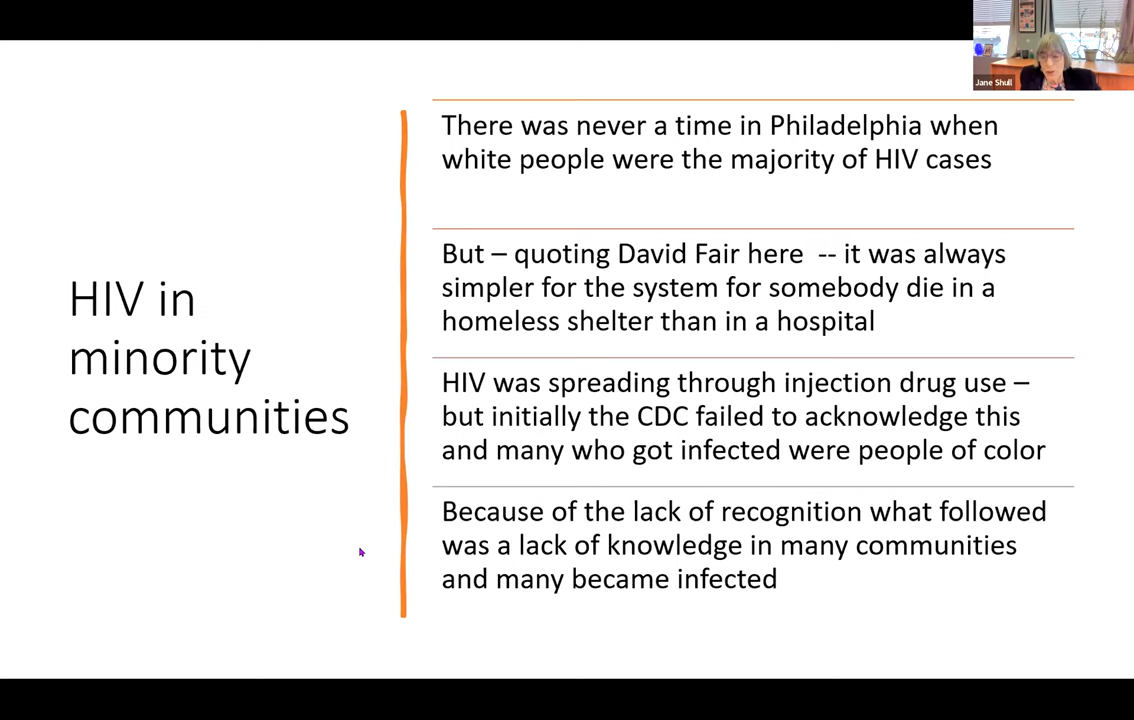 Jane Shull
There was never a time in Philadelphia when
white people were the majority of HIV cases
But – quoting David Fair here -- it was always
simpler for the system for somebody die in a
homeless shelter than in a hospital
HIV in
minority
communities
HIV was spreading through injection drug use –
but initially the CDC failed to acknowledge this
and many who got infected were people of color
Because of the lack of recognition what followed
was a lack of knowledge in many communities
and many became infected